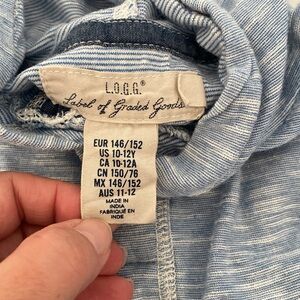 L.O.G.G.®
Label of Graded Goods
EUR 146/152
US 10-12Y
CA 10-12A
CN 150/76
MX 146/152
AUS 11-12
MADE IN
INDIA
FABRIQUÉ EN
INDE